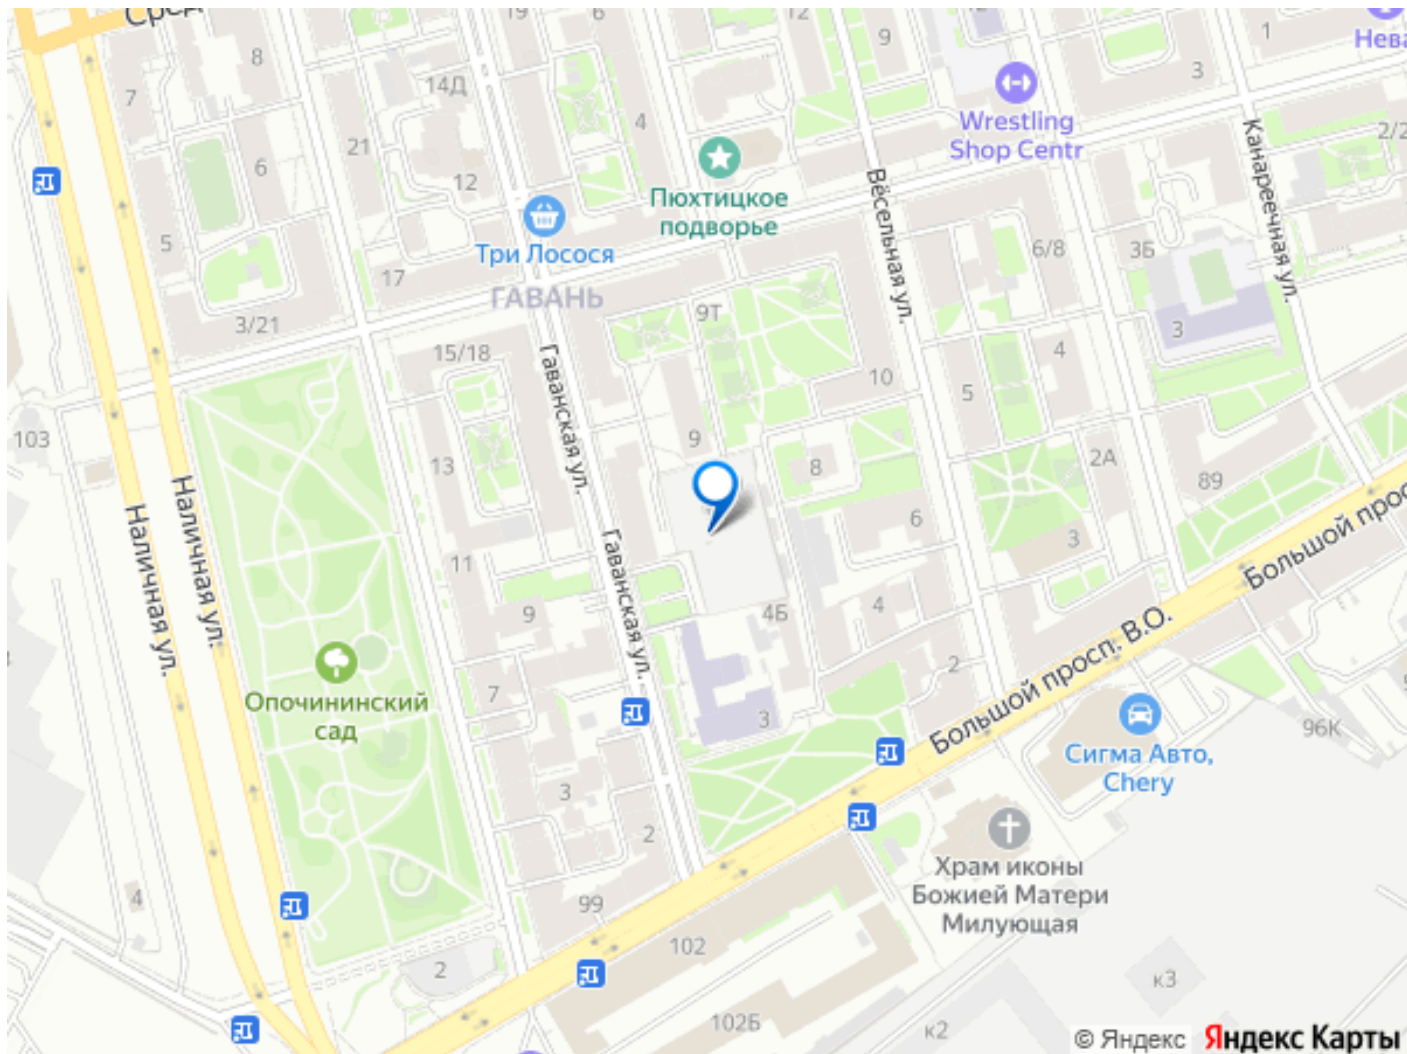 Сред
19
6
12
9
12
1
Нева
8
14Д
7
3
4
21
6
12
Wrestling
Shop Centr
Канареечная ул.
2/2
Пюхтицкое
подворье
Вёсельная ул.
5
Три Лосося
17
ГАВАНЬ
6/8
3Б
3/21
9Т
3
15/18
Гаванская ул.
10
4
5
103
13
9
8
2А
89
Наличная ул.
Наличная ул.
6
3
Большой прос
11
Гаванская ул.
9
4Б
4
Большой просп. В.О.
2
Опочининский
сад
7
3
96К
Сигма Авто,
Chery
3
2
Храм иконы
Божией Матери
Милующая
4
99
102
2
к3
102Б
к2
© Яндекс Яндекс Карты